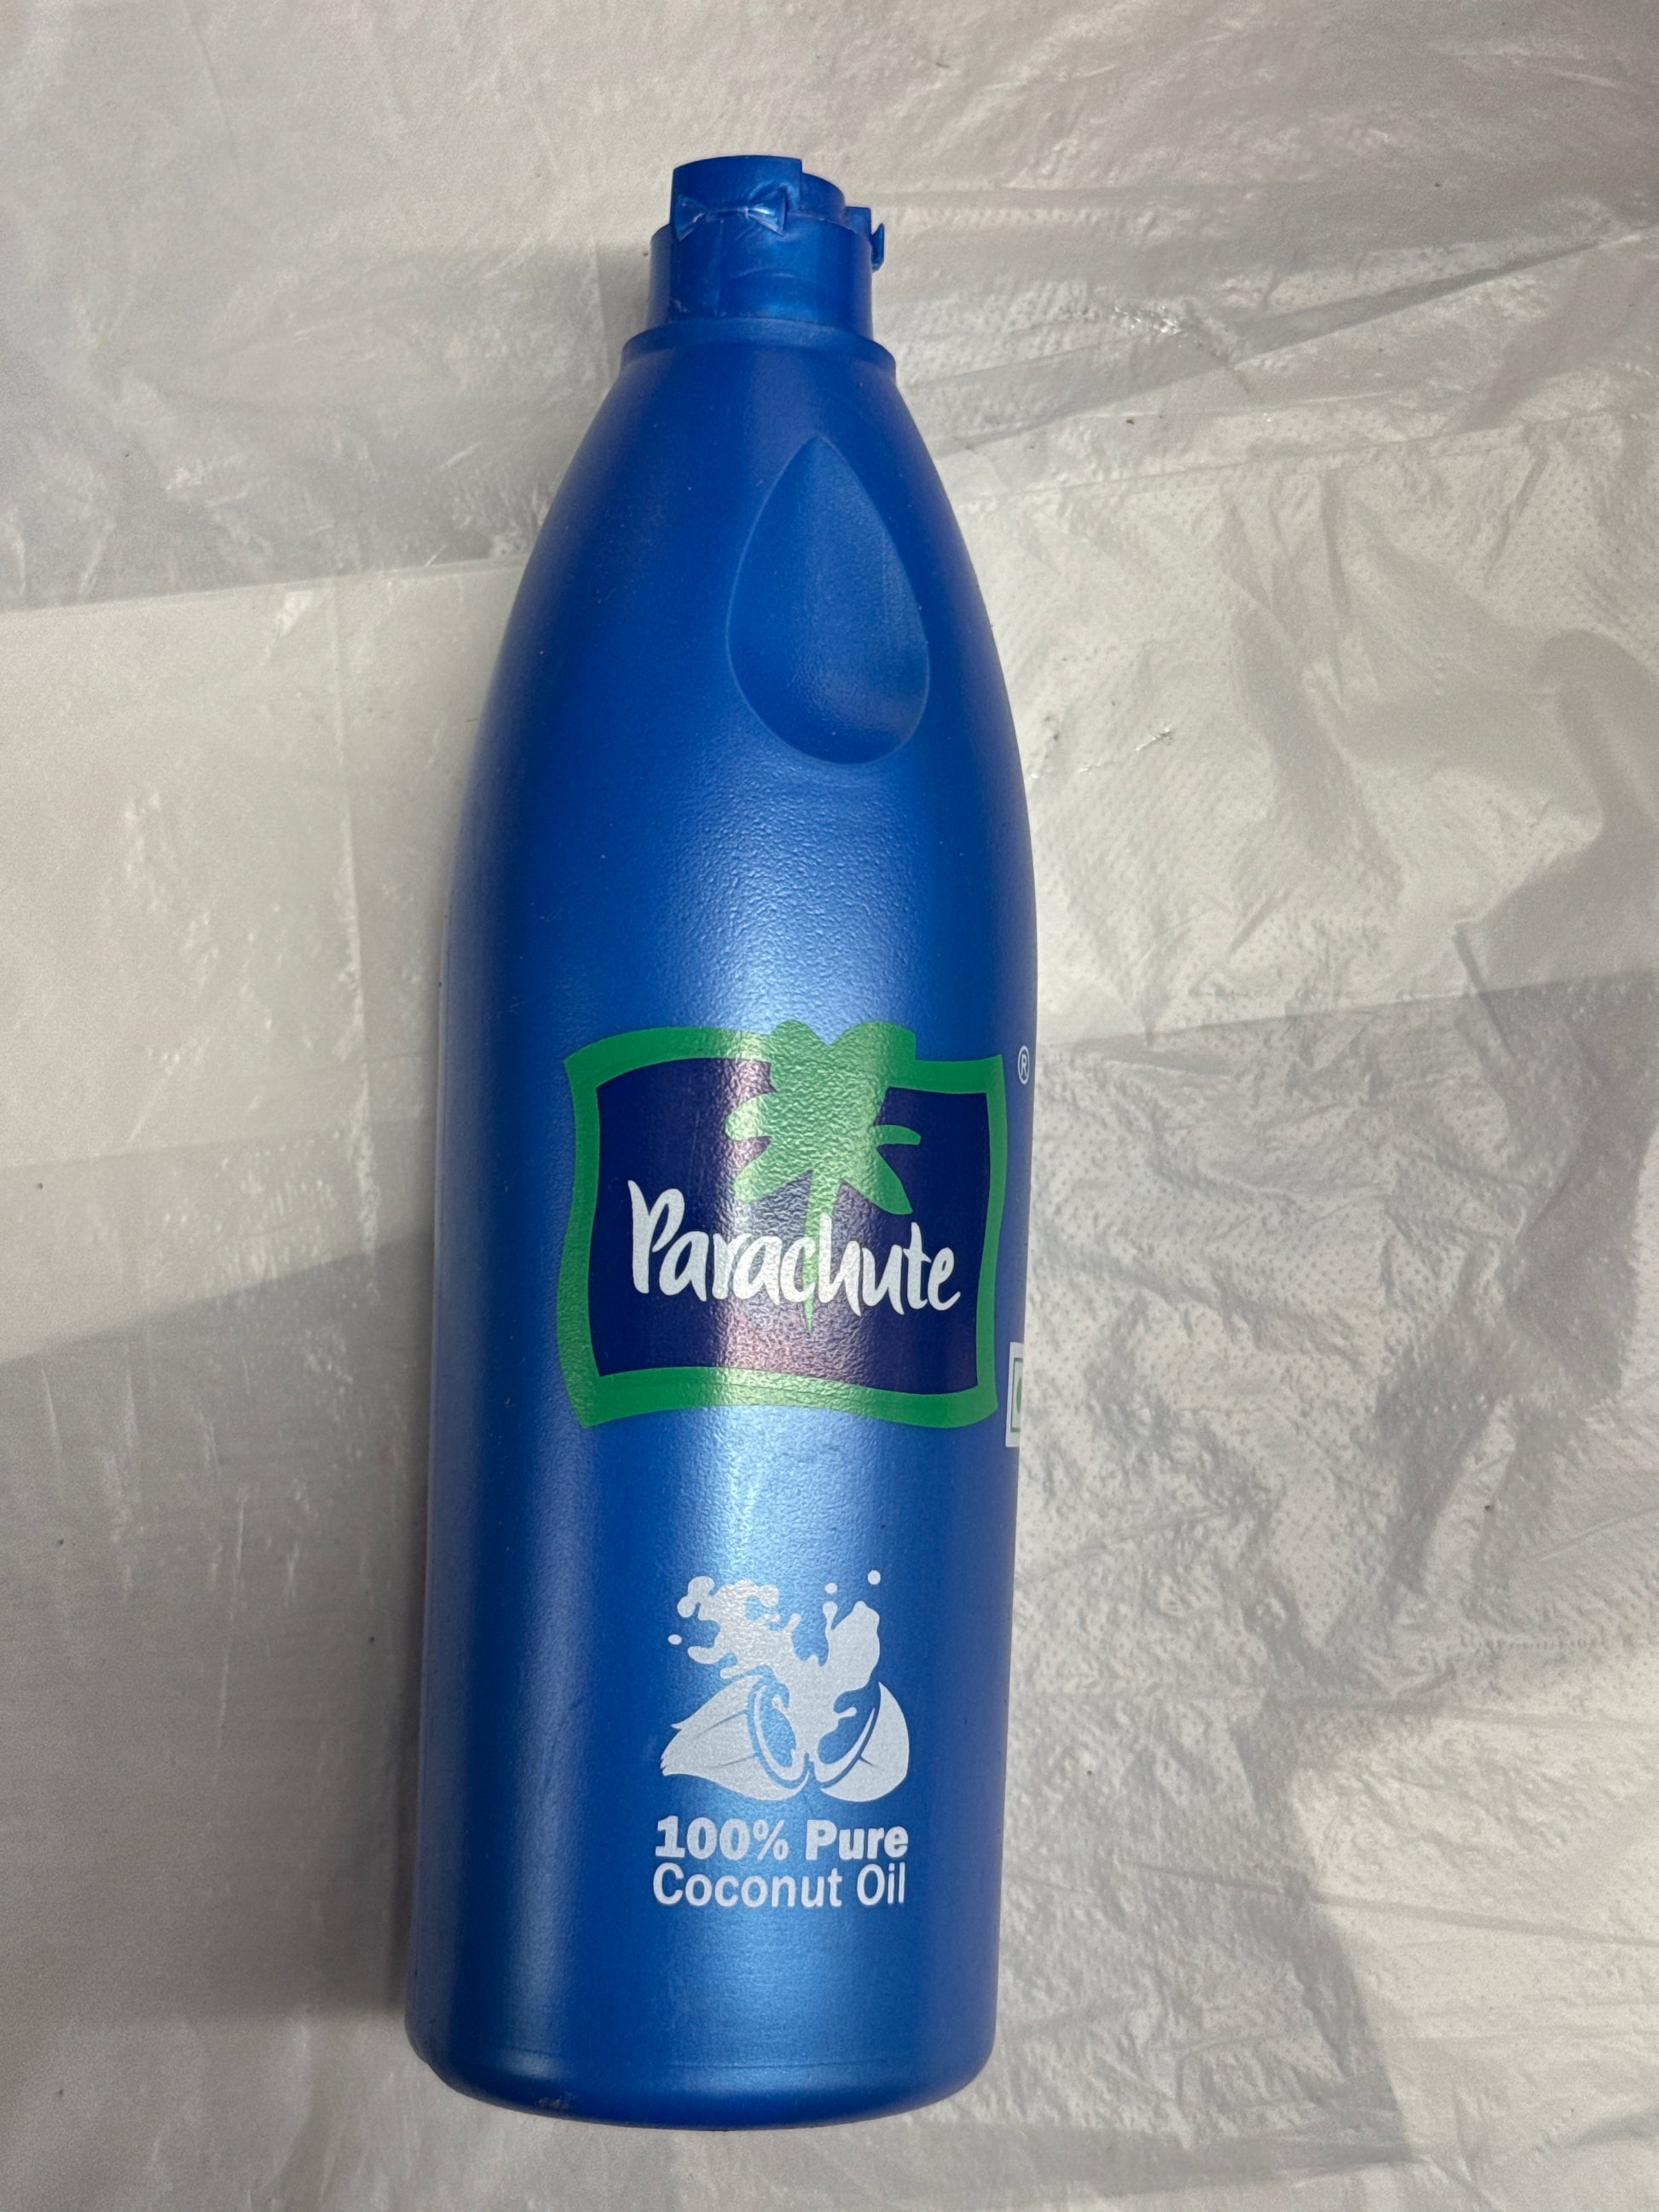 Parachute ®
100% Pure
Coconut Oil